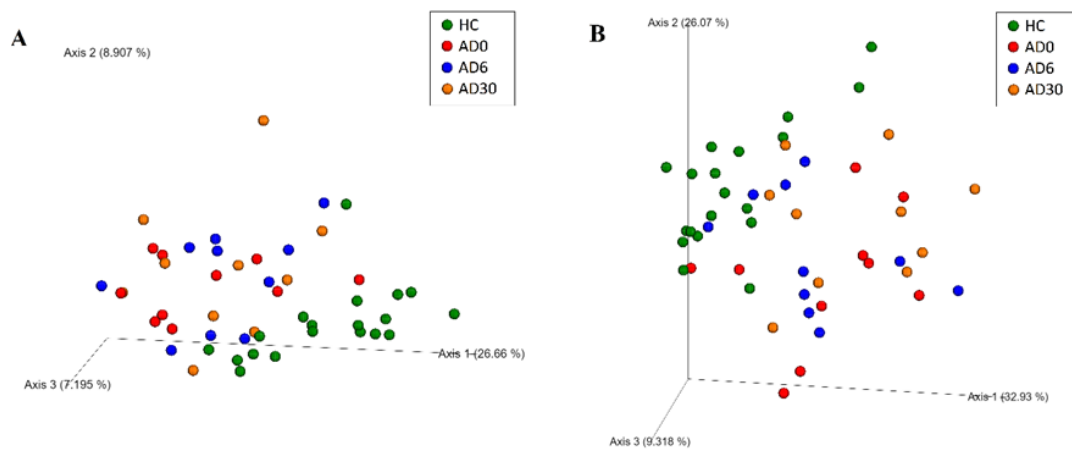 A
Axis 2 (8.907 %)
HC
AD0
AD6
AD30
Axis 1 (26.66 %)
Axis 3 (7.195 %)
B
Axis 2 (26.07 %)
HC
AD0
AD6
AD30
Axis 1 (32.93 %)
Axis 3 (9.318 %)